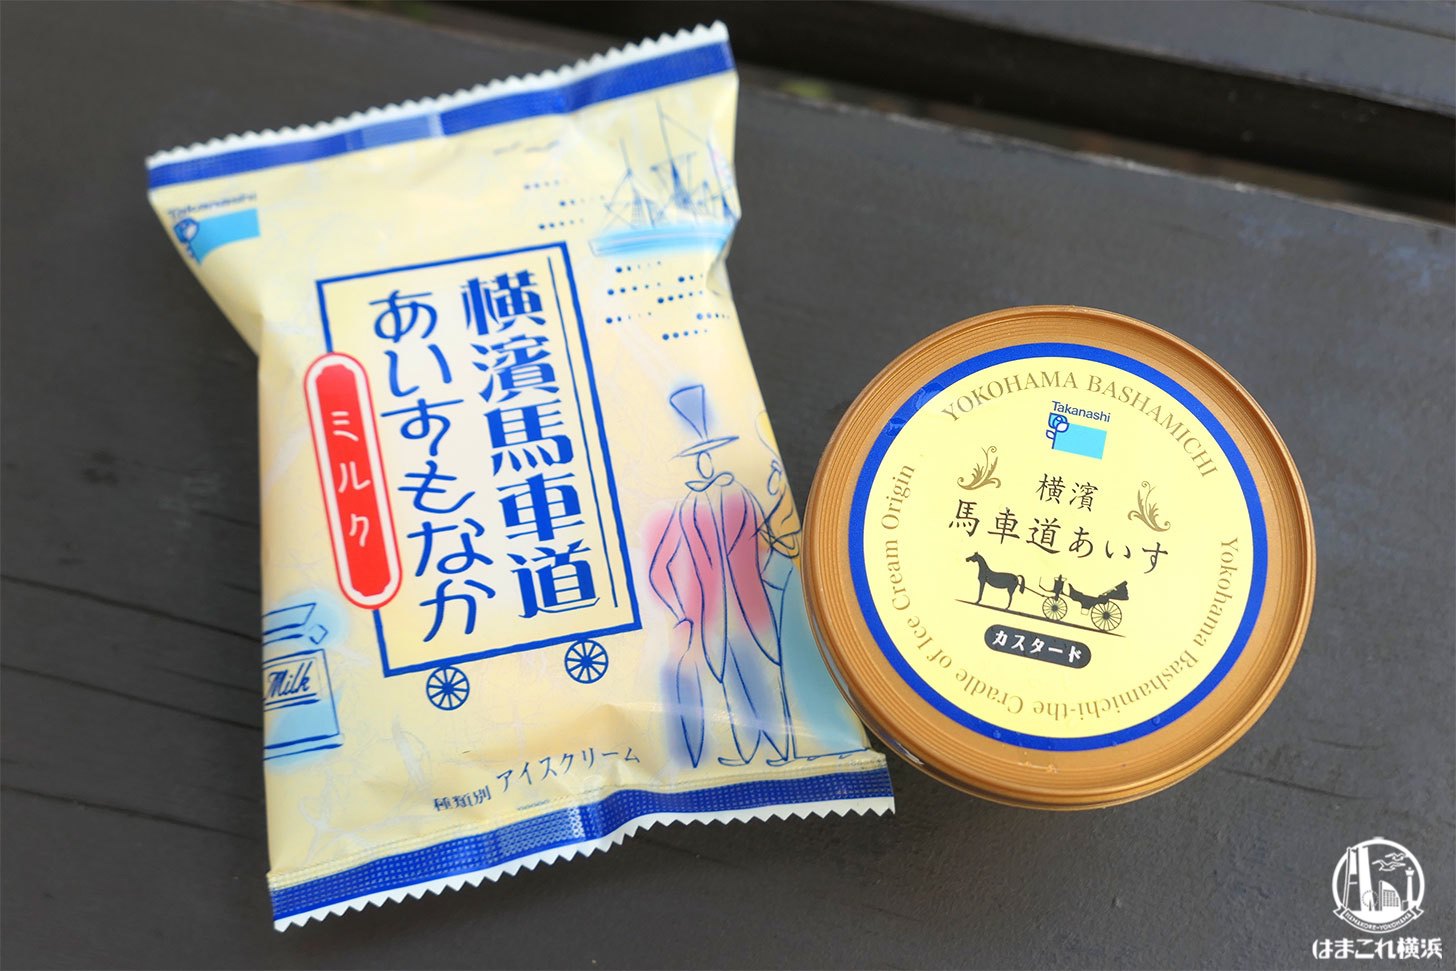 Takanashi
横濱馬車道
あいすもなか
ミルク
Milk
種類別 アイスクリーム
YOKOHAMA BASHAMICHI
Takanashi
横濱
馬車道あいす
カスタード
Yokohama Bashamichi-the Cradle of Ice Cream Origin
HAMAKORE-YOKOHAMA
はまこれ横浜